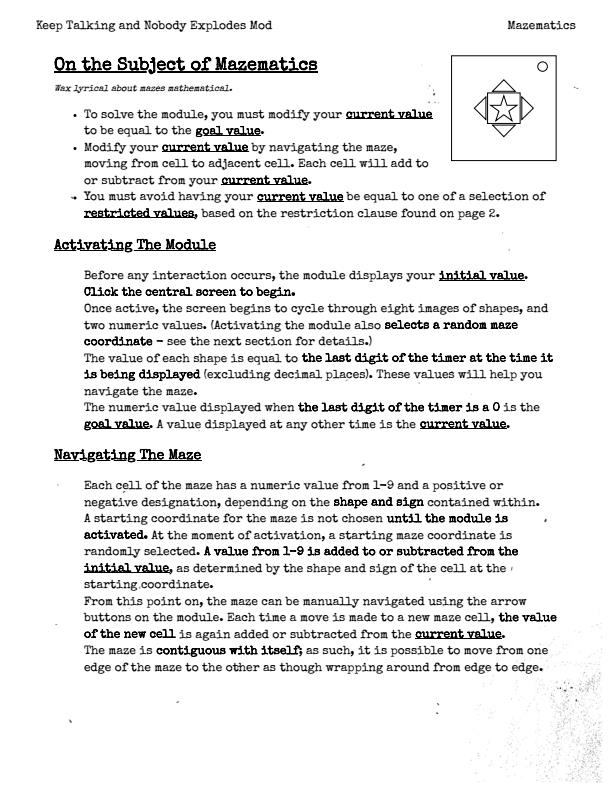 Keep Talking and Nobody Explodes Mod
Mazematics
On the Subject of Mazematics
Wax lyrical about mazes mathematical.
• To solve the module, you must modify your current value
to be equal to the goal value.
• Modify your current value by navigating the maze,
moving from cell to adjacent cell. Each cell will add to
or subtract from your current value.
• You must avoid having your current value be equal to one of a selection of
restricted values, based on the restriction clause found on page 2.
Activating The Module
Before any interaction occurs, the module displays your initial value.
Click the central screen to begin.
Once active, the screen begins to cycle through eight images of shapes, and
two numeric values. (Activating the module also selects a random maze
coordinate – see the next section for details.)
The value of each shape is equal to the last digit of the timer at the time it
is being displayed (excluding decimal places). These values will help you
navigate the maze.
The numeric value displayed when the last digit of the timer is a 0 is the
goal value. A value displayed at any other time is the current value.
Navigating The Maze
Each cell of the maze has a numeric value from 1-9 and a positive or
negative designation, depending on the shape and sign contained within.
A starting coordinate for the maze is not chosen until the module is
activated. At the moment of activation, a starting maze coordinate is
randomly selected. A value from 1-9 is added to or subtracted from the
initial value, as determined by the shape and sign of the cell at the
starting coordinate.
From this point on, the maze can be manually navigated using the arrow
buttons on the module. Each time a move is made to a new maze cell, the value
of the new cell is again added or subtracted from the current value.
The maze is contiguous with itself; as such, it is possible to move from one
edge of the maze to the other as though wrapping around from edge to edge.